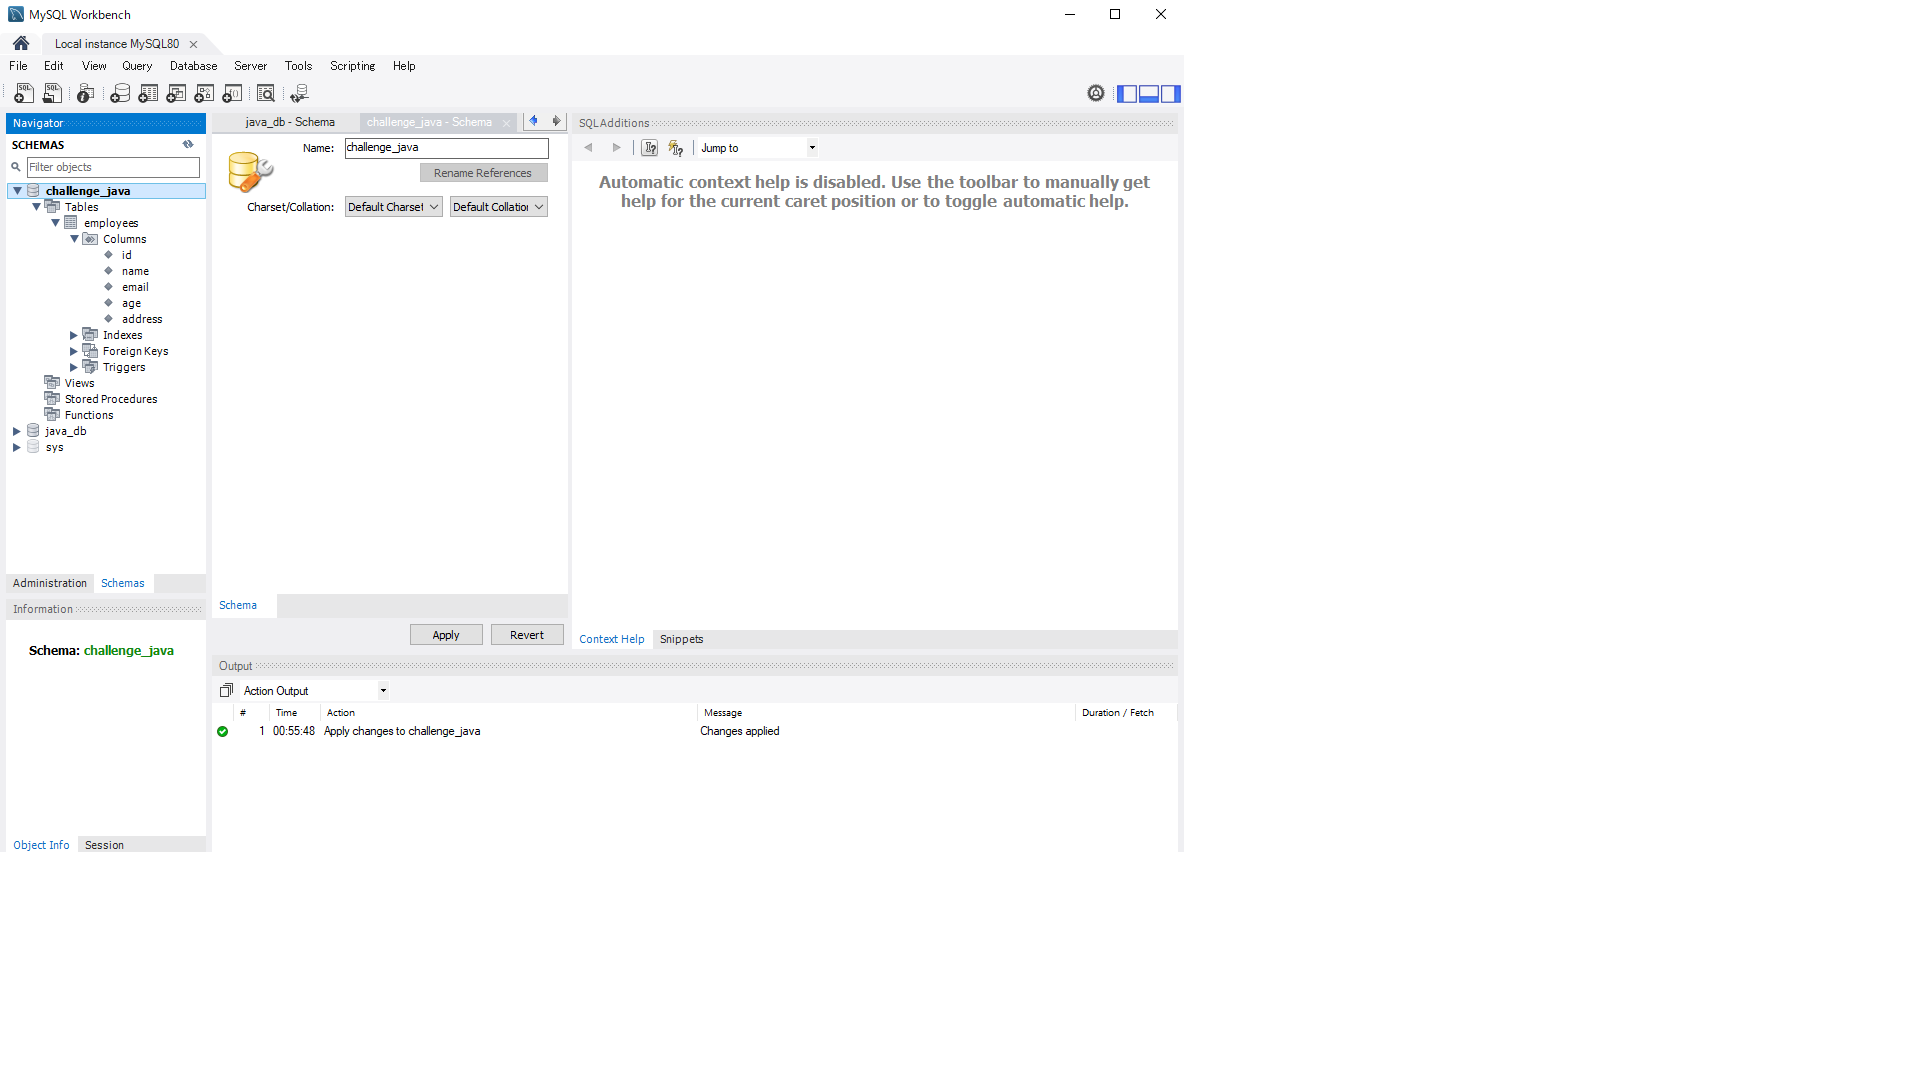 MySQL Workbench
Local instance MySQL80
File Edit View Query Database Server Tools Scripting Help
Navigator
SCHEMAS
Filter objects
challenge_java
Tables
employees
Columns
id
name
email
age
address
Indexes
Foreign Keys
Triggers
Views
Stored Procedures
Functions
java_db
sys
Administration Schemas
Information
Schema: challenge_java
Object Info Session
java_db - Schema challenge_java - Schema
Name: challenge_java
Rename References
Charset/Collation: Default Charset Default Collation
Schema
Apply Revert
SQLAdditions
Jump to
Automatic context help is disabled. Use the toolbar to manually get
help for the current caret position or to toggle automatic help.
Context Help Snippets
Output
Action Output
# Time Action Message Duration / Fetch
1 00:55:48 Apply changes to challenge_java Changes applied